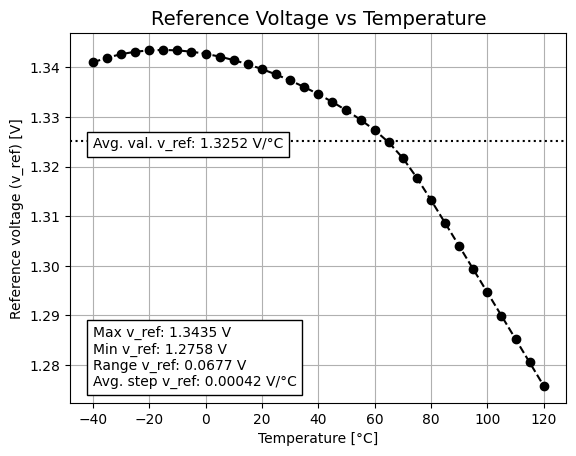 Reference Voltage vs Temperature
Reference voltage (v_ref) [V]
1.34
1.33
1.32
1.31
1.30
1.29
1.28
Avg. val. v_ref: 1.3252 V/°C
Max v_ref: 1.3435 V
Min v_ref: 1.2758 V
Range v_ref: 0.0677 V
Avg. step v_ref: 0.00042 V/°C
−40 −20 0 20 40 60 80 100 120
Temperature [°C]